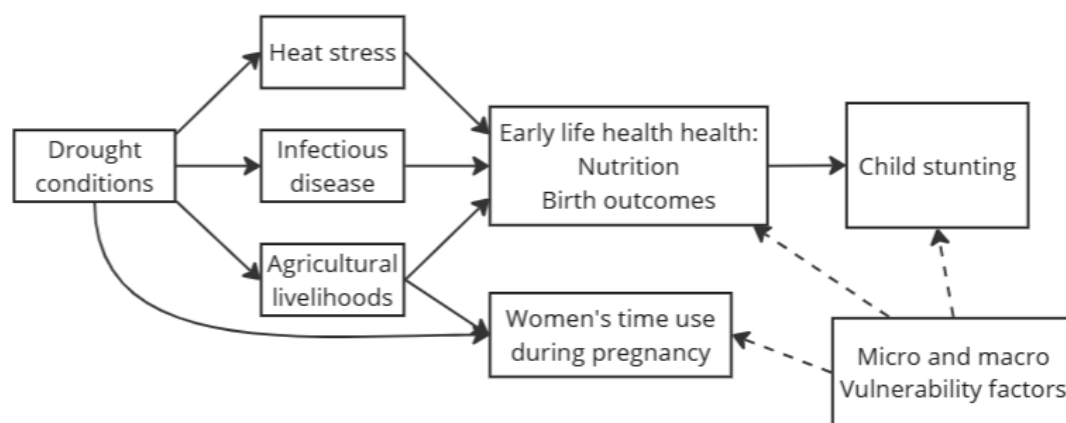 Heat stress
Drought
conditions
Infectious
disease
Agricultural
livelihoods
Early life health health:
Nutrition
Birth outcomes
Women's time use
during pregnancy
Child stunting
Micro and macro
Vulnerability factors